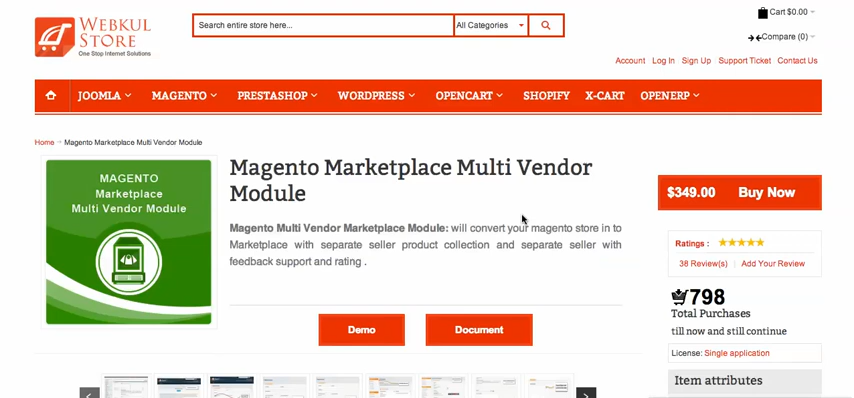 WEBKUL
STORE
One Stop Internet Solutions
Search entire store here...
All Categories
Cart $0.00
Compare (0)
Account Log In Sign Up Support Ticket Contact Us
JOOMLA MAGENTO PRESTASHOP WORDPRESS OPENCART SHOPIFY X-CART OPENERP
Home Magento Marketplace Multi Vendor Module
MAGENTO
Marketplace
Multi Vendor Module
Magento Marketplace Multi Vendor
Module
Magento Multi Vendor Marketplace Module: will convert your magento store in to
Marketplace with separate seller product collection and separate seller with
feedback support and rating .
Demo Document
$349.00 Buy Now
Ratings :
38 Review(s) Add Your Review
798
Total Purchases
till now and still continue
License: Single application
Item attributes